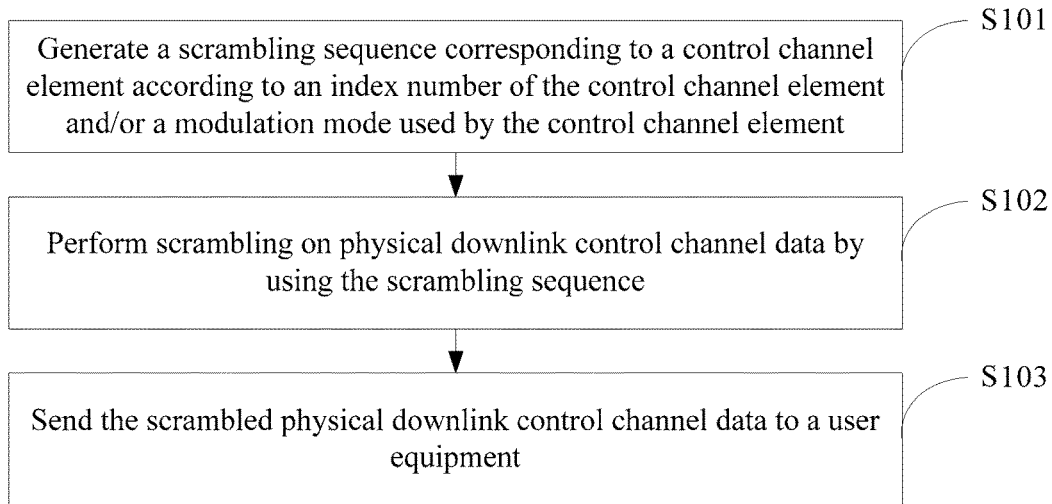 S101
Generate a scrambling sequence corresponding to a control channel
element according to an index number of the control channel element
and/or a modulation mode used by the control channel element
S102
Perform scrambling on physical downlink control channel data by
using the scrambling sequence
S103
Send the scrambled physical downlink control channel data to a user
equipment